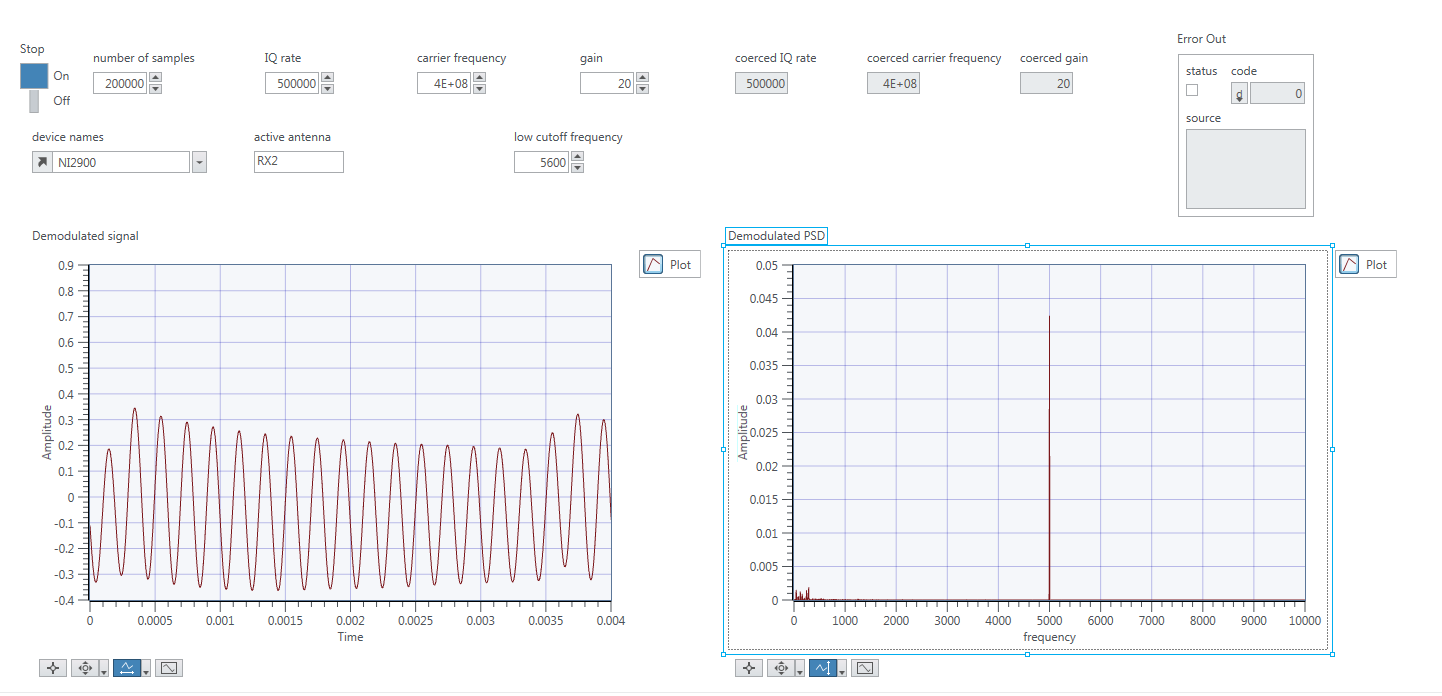 Stop
number of samples
IQ rate
carrier frequency
gain
coerced IQ rate
coerced carrier frequency
coerced gain
Error Out
On
Off
200000
500000
4E+08
20
500000
4E+08
20
status
code
d
0
source
device names
active antenna
low cutoff frequency
NI2900
RX2
5600
Demodulated signal
Plot
Amplitude
0.9
0.8
0.7
0.6
0.5
0.4
0.3
0.2
0.1
0
-0.1
-0.2
-0.3
-0.4
0
0.0005
0.001
0.0015
0.002
0.0025
0.003
0.0035
0.004
Time
Demodulated PSD
Plot
Amplitude
0.05
0.045
0.04
0.035
0.03
0.025
0.02
0.015
0.01
0.005
0
0
1000
2000
3000
4000
5000
6000
7000
8000
9000
10000
frequency